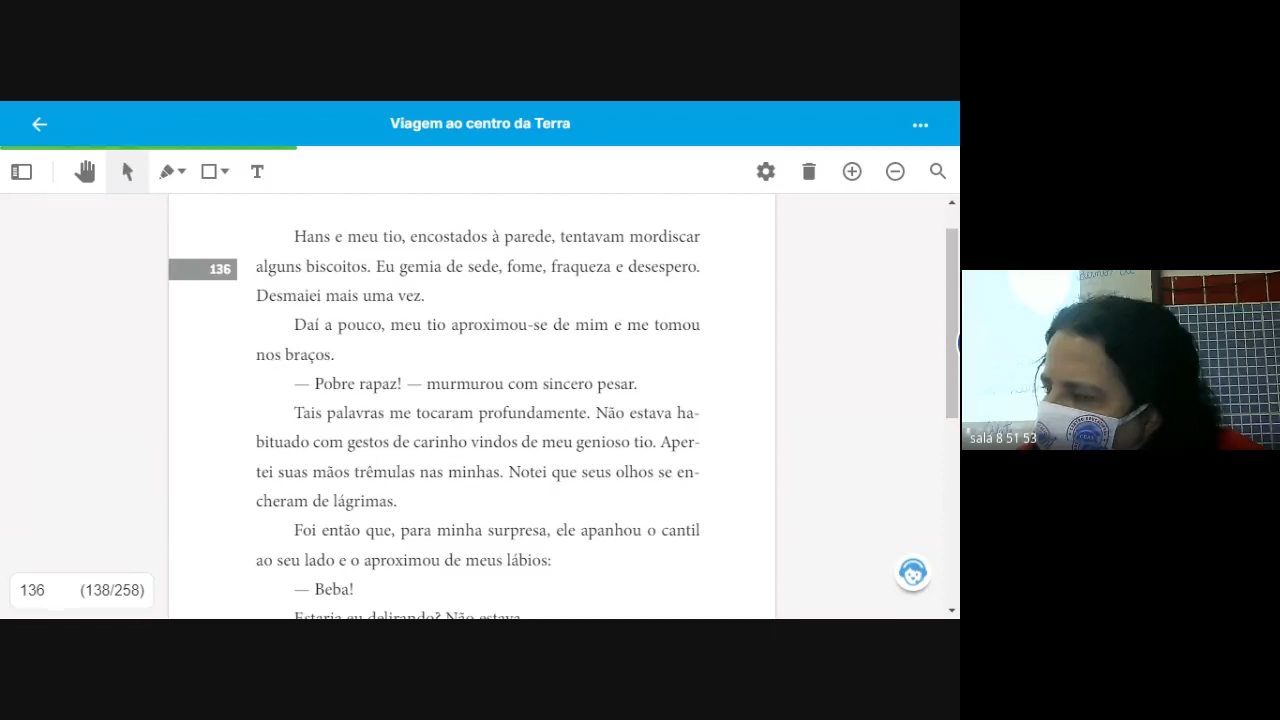 Viagem ao centro da Terra
T
Hans e meu tio, encostados à parede, tentavam mordiscar
136
alguns biscoitos. Eu gemia de sede, fome, fraqueza e desespero.
Desmaiei mais uma vez.
Daí a pouco, meu tio aproximou-se de mim e me tomou
nos braços.
— Pobre rapaz! — murmurou com sincero pesar.
Tais palavras me tocaram profundamente. Não estava ha-
bituado com gestos de carinho vindos de meu genioso tio. Aper-
tei suas mãos trêmulas nas minhas. Notei que seus olhos se en-
cheram de lágrimas.
Foi então que, para minha surpresa, ele apanhou o cantil
ao seu lado e o aproximou de meus lábios:
— Beba!
Estaria eu delirando? Não estava
136 (138/258)
sala 8 51 53